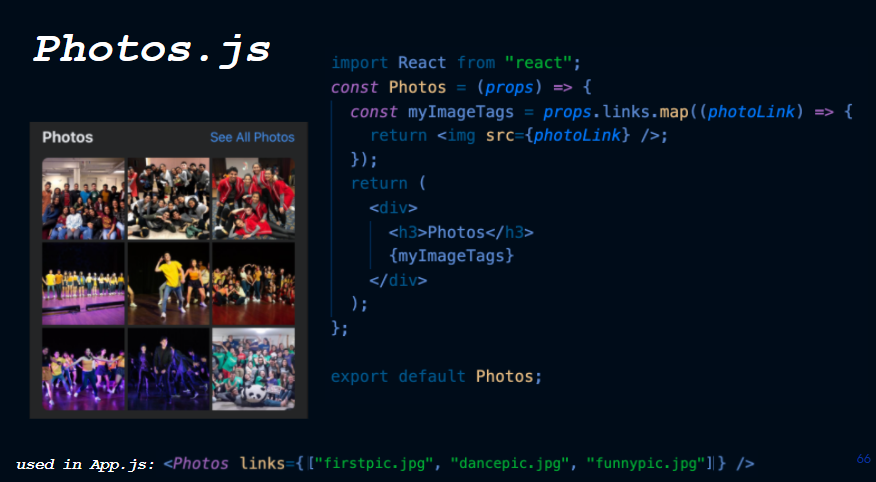 Photos.js
Photos See All Photos
import React from "react";
const Photos = (props) => {
const myImageTags = props.links.map((photoLink) => {
return <img src={photoLink} />;
});
return (
<div>
<h3>Photos</h3>
{myImageTags}
</div>
);
};
export default Photos;
used in App.js: <Photos links={["firstpic.jpg", "dancepic.jpg", "funnypic.jpg"]} />
66